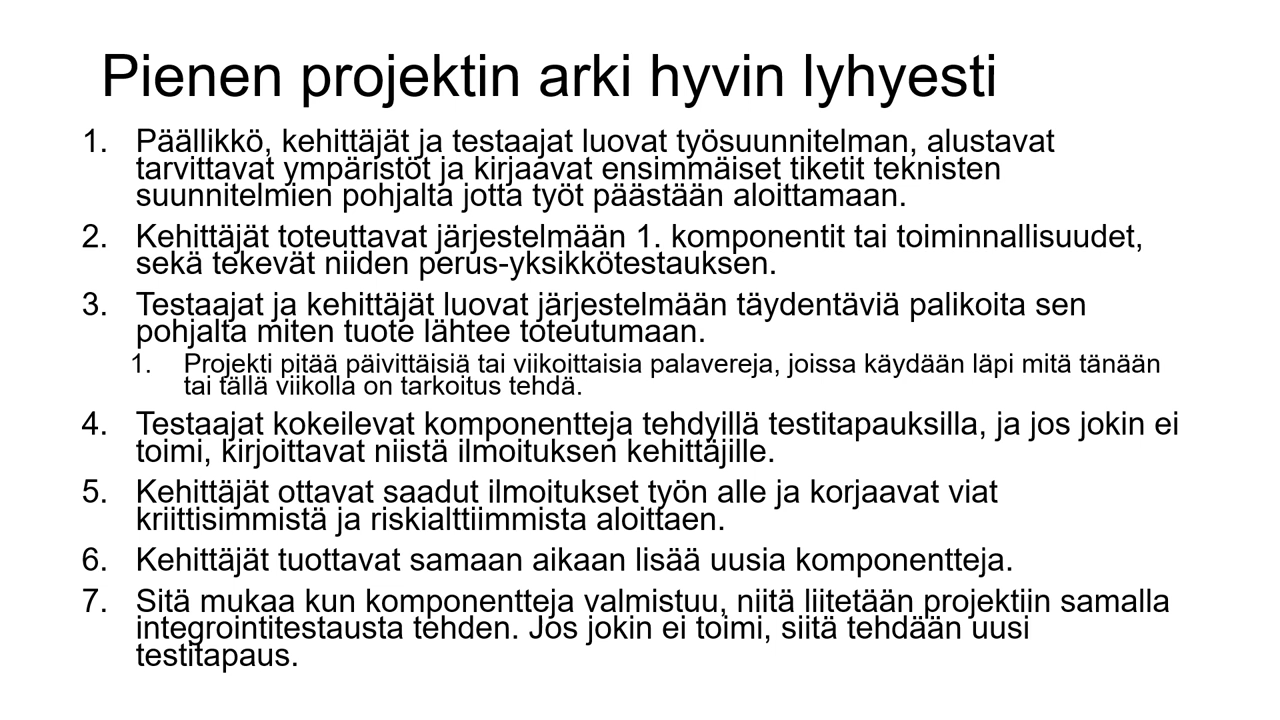 Pienen projektin arki hyvin lyhyesti
1. Päällikkö, kehittäjät ja testaajat luovat työsuunnitelman, alustavat
tarvittavat ympäristöt ja kirjaavat ensimmäiset tiketit teknisten
suunnitelmien pohjalta jotta työt päästään aloittamaan.
2. Kehittäjät toteuttavat järjestelmään 1. komponentit tai toiminnallisuudet,
sekä tekevät niiden perus-yksikkötestauksen.
3. Testaajat ja kehittäjät luovat järjestelmään täydentäviä palikoita sen
pohjalta miten tuote lähtee toteutumaan.
1. Projekti pitää päivittäisiä tai viikoittaisia palavereja, joissa käydään läpi mitä tänään
tai tällä viikolla on tarkoitus tehdä.
4. Testaajat kokeilevat komponentteja tehdyillä testitapauksilla, ja jos jokin ei
toimi, kirjoittavat niistä ilmoituksen kehittäjille.
5. Kehittäjät ottavat saadut ilmoitukset työn alle ja korjaavat viat
kriittisimmistä ja riskialttiimmista aloittaen.
6. Kehittäjät tuottavat samaan aikaan lisää uusia komponentteja.
7. Sitä mukaa kun komponentteja valmistuu, niitä liitetään projektiin samalla
integrointitestausta tehden. Jos jokin ei toimi, siitä tehdään uusi
testitapaus.